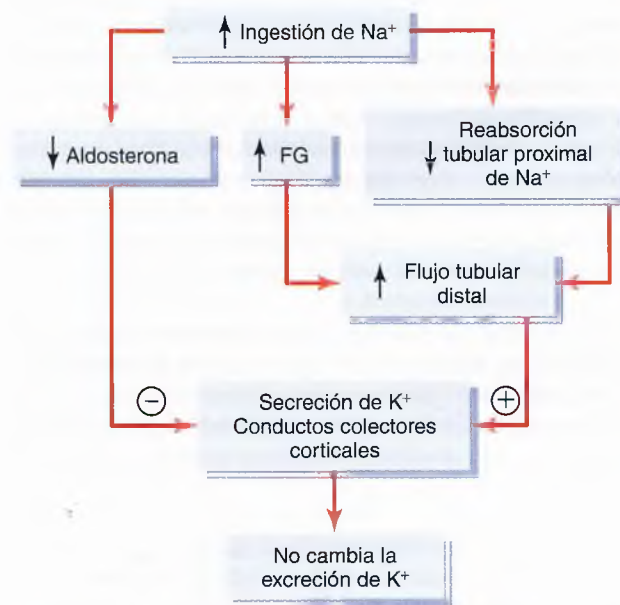 ↑ Ingestión de Na⁺
↓ Aldosterona
↑ FG
Reabsorción
↓ tubular proximal
de Na⁺
↑ Flujo tubular
distal
−
+
Secreción de K⁺
Conductos colectores
corticales
No cambia la
excreción de K⁺